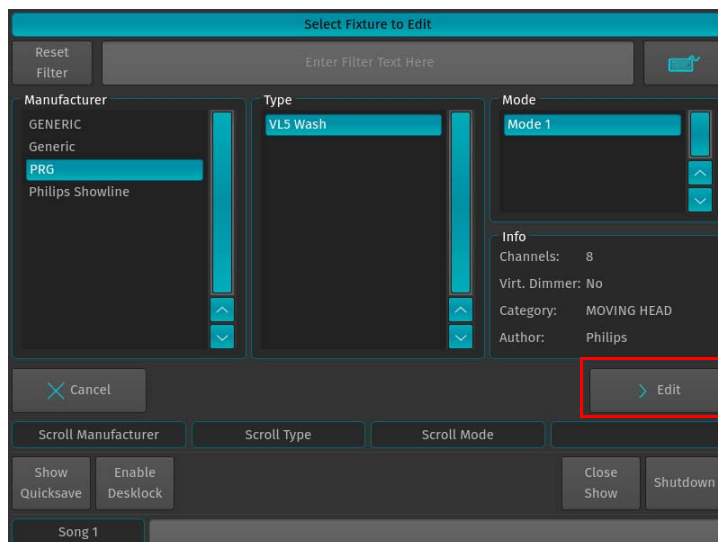 Select Fixture to Edit
Reset
Filter
Enter Filter Text Here
Manufacturer
GENERIC
Generic
PRG
Philips Showline
Type
VL5 Wash
Mode
Mode 1
Info
Channels: 8
Virt. Dimmer: No
Category: MOVING HEAD
Author: Philips
Cancel
Edit
Scroll Manufacturer
Scroll Type
Scroll Mode
Show
Quicksave
Enable
Desklock
Close
Show
Shutdown
Song 1